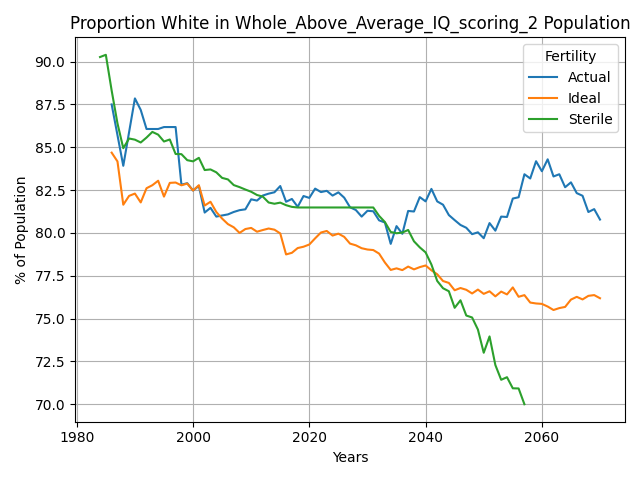 Proportion White in Whole_Above_Average_IQ_scoring_2 Population
Fertility
Actual
Ideal
Sterile
% of Population
90.0
87.5
85.0
82.5
80.0
77.5
75.0
72.5
70.0
1980
2000
2020
2040
2060
Years